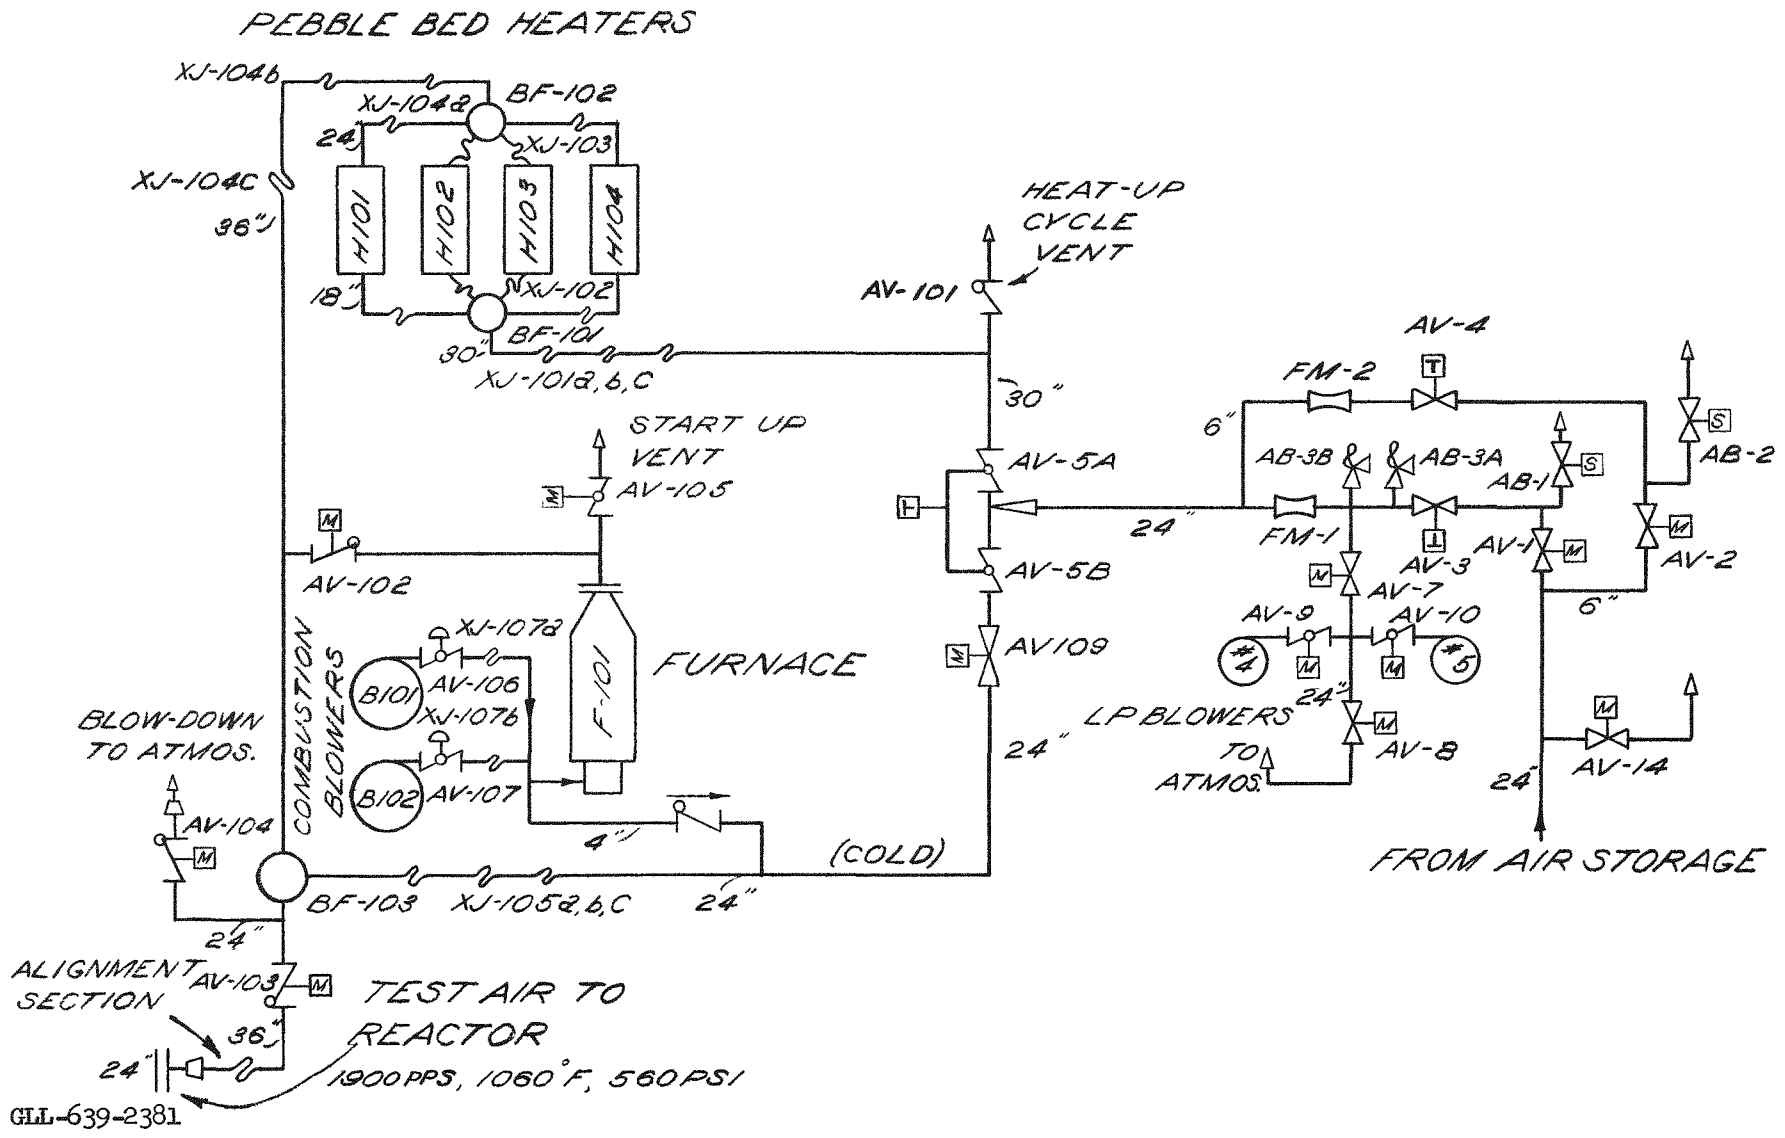 PEBBLE BED HEATERS
XJ-104b
XJ-104a
BF-102
24"
XJ-103
XJ-104C
36"
H101
H102
H103
H104
18"
XJ-102
BF-101
30"
XJ-101a, b, C
HEAT-UP
CYCLE
VENT
AV-101
30"
AV-4
T
FM-2
6"
AB-3B
AB-3A
AB-1
S
S
AB-2
START UP
VENT
M
AV-105
AV-5A
T
24"
FM-1
AV-3
T
AV-1
M
M
AV-2
M
AV-102
AV-5B
M
AV-7
6"
AV-9
AV-10
#4
M
M
#5
COMBUSTION
BLOWERS
XJ-107a
B101
AV-106
F-101
FURNACE
M
AV109
XJ-107b
B102
AV-107
24"
LP BLOWERS
24"
M
AV-8
TO
ATMOS.
M
AV-14
24"
BLOW-DOWN
TO ATMOS.
AV-104
M
4"
(COLD)
FROM AIR STORAGE
BF-103
XJ-105a, b, C
24"
24"
ALIGNMENT
SECTION
AV-103
M
TEST AIR TO
REACTOR
36"
24"
1900 PPS, 1060°F, 560 PSI
GLL-639-2381